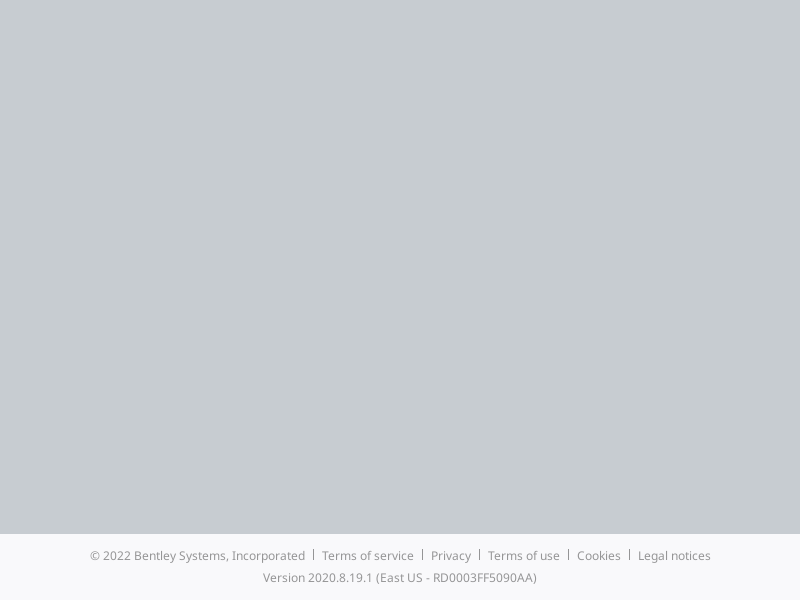 © 2022 Bentley Systems, Incorporated | Terms of service | Privacy | Terms of use | Cookies | Legal notices
Version 2020.8.19.1 (East US - RD0003FF5090AA)